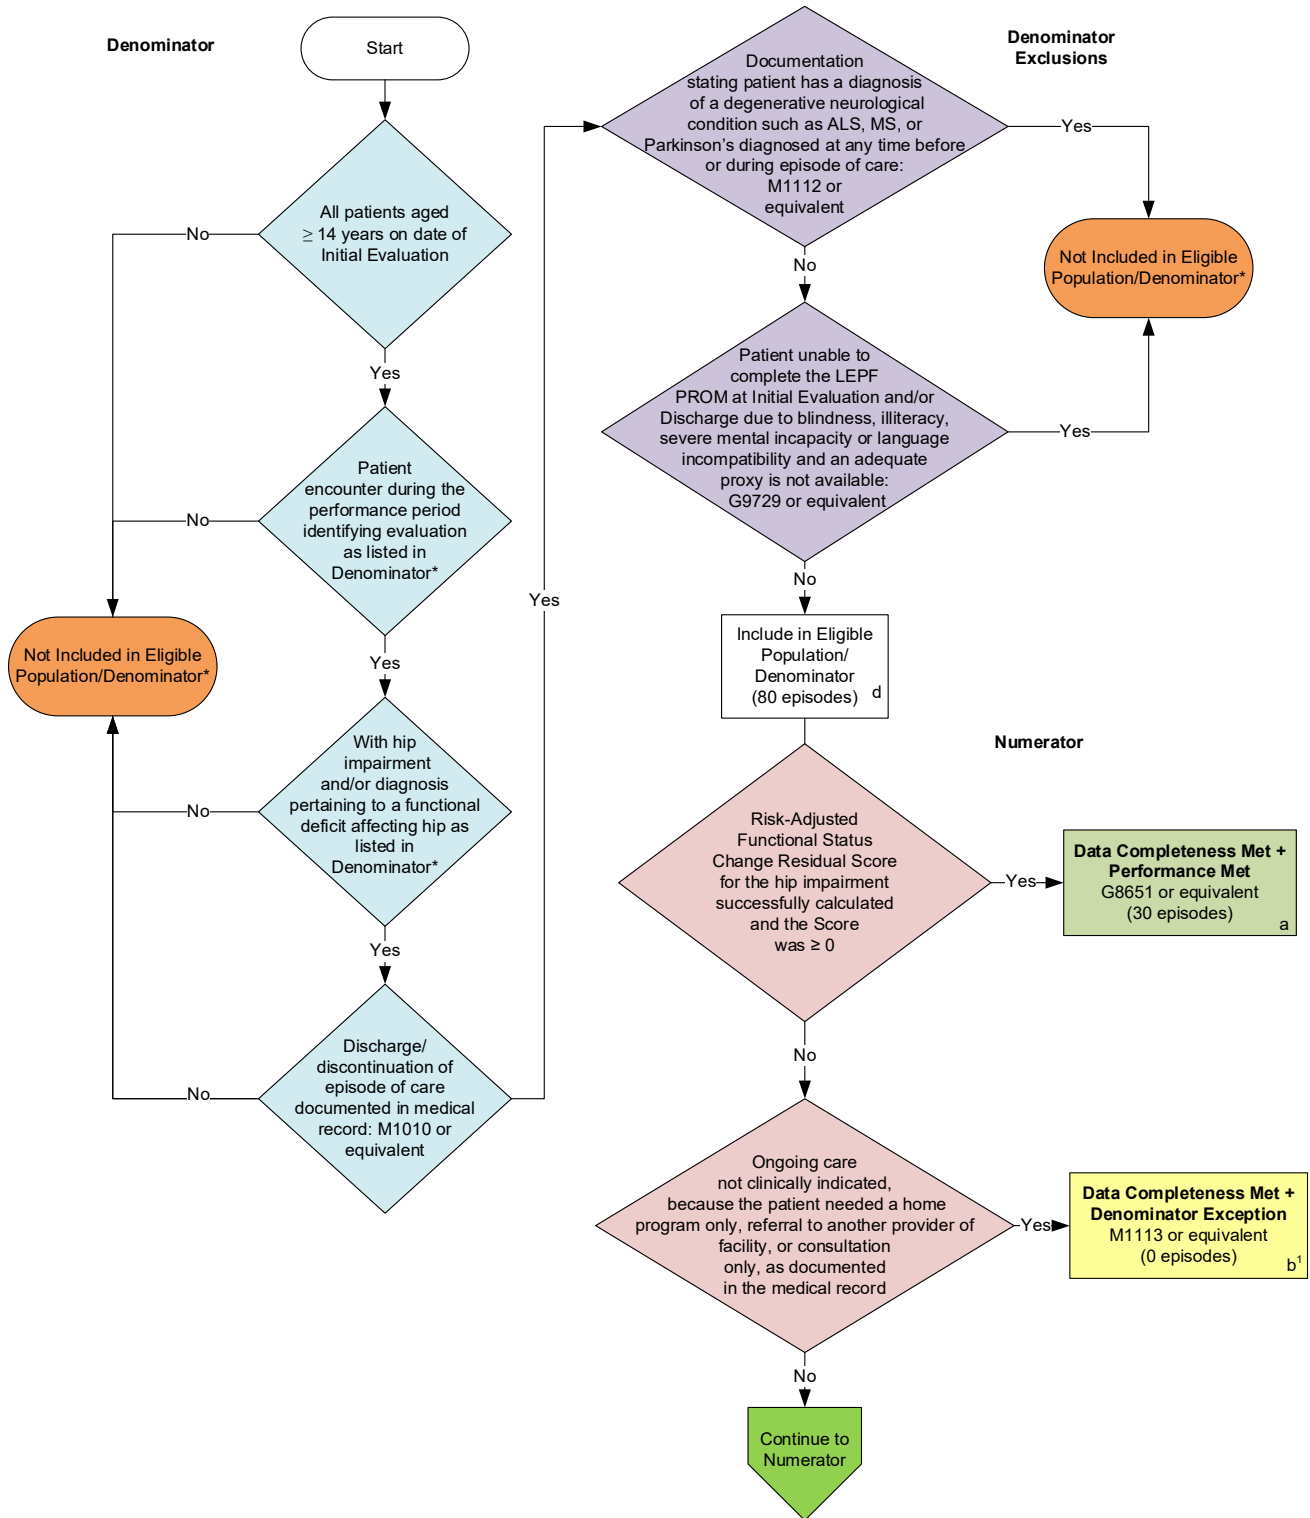 Denominator
Start
All patients aged
≥ 14 years on date of
Initial Evaluation
No
Yes
Patient
encounter during the
performance period
identifying evaluation
as listed in
Denominator*
No
Yes
Not Included in Eligible
Population/Denominator*
With hip
impairment
and/or diagnosis
pertaining to a functional
deficit affecting hip as
listed in
Denominator*
No
Yes
Discharge/
discontinuation of
episode of care
documented in medical
record: M1010 or
equivalent
No
Yes
Denominator
Exclusions
Documentation
stating patient has a diagnosis
of a degenerative neurological
condition such as ALS, MS, or
Parkinson's diagnosed at any time before
or during episode of care:
M1112 or
equivalent
Yes
No
Not Included in Eligible
Population/Denominator*
Patient unable to
complete the LEPF
PROM at Initial Evaluation and/or
Discharge due to blindness, illiteracy,
severe mental incapacity or language
incompatibility and an adequate
proxy is not available:
G9729 or equivalent
Yes
No
Include in Eligible
Population/
Denominator
(80 episodes)
d
Numerator
Risk-Adjusted
Functional Status
Change Residual Score
for the hip impairment
successfully calculated
and the Score
was ≥ 0
Yes
Data Completeness Met +
Performance Met
G8651 or equivalent
(30 episodes)
a
No
Ongoing care
not clinically indicated,
because the patient needed a home
program only, referral to another provider of
facility, or consultation
only, as documented
in the medical record
Yes
Data Completeness Met +
Denominator Exception
M1113 or equivalent
(0 episodes)
b¹
No
Continue to
Numerator